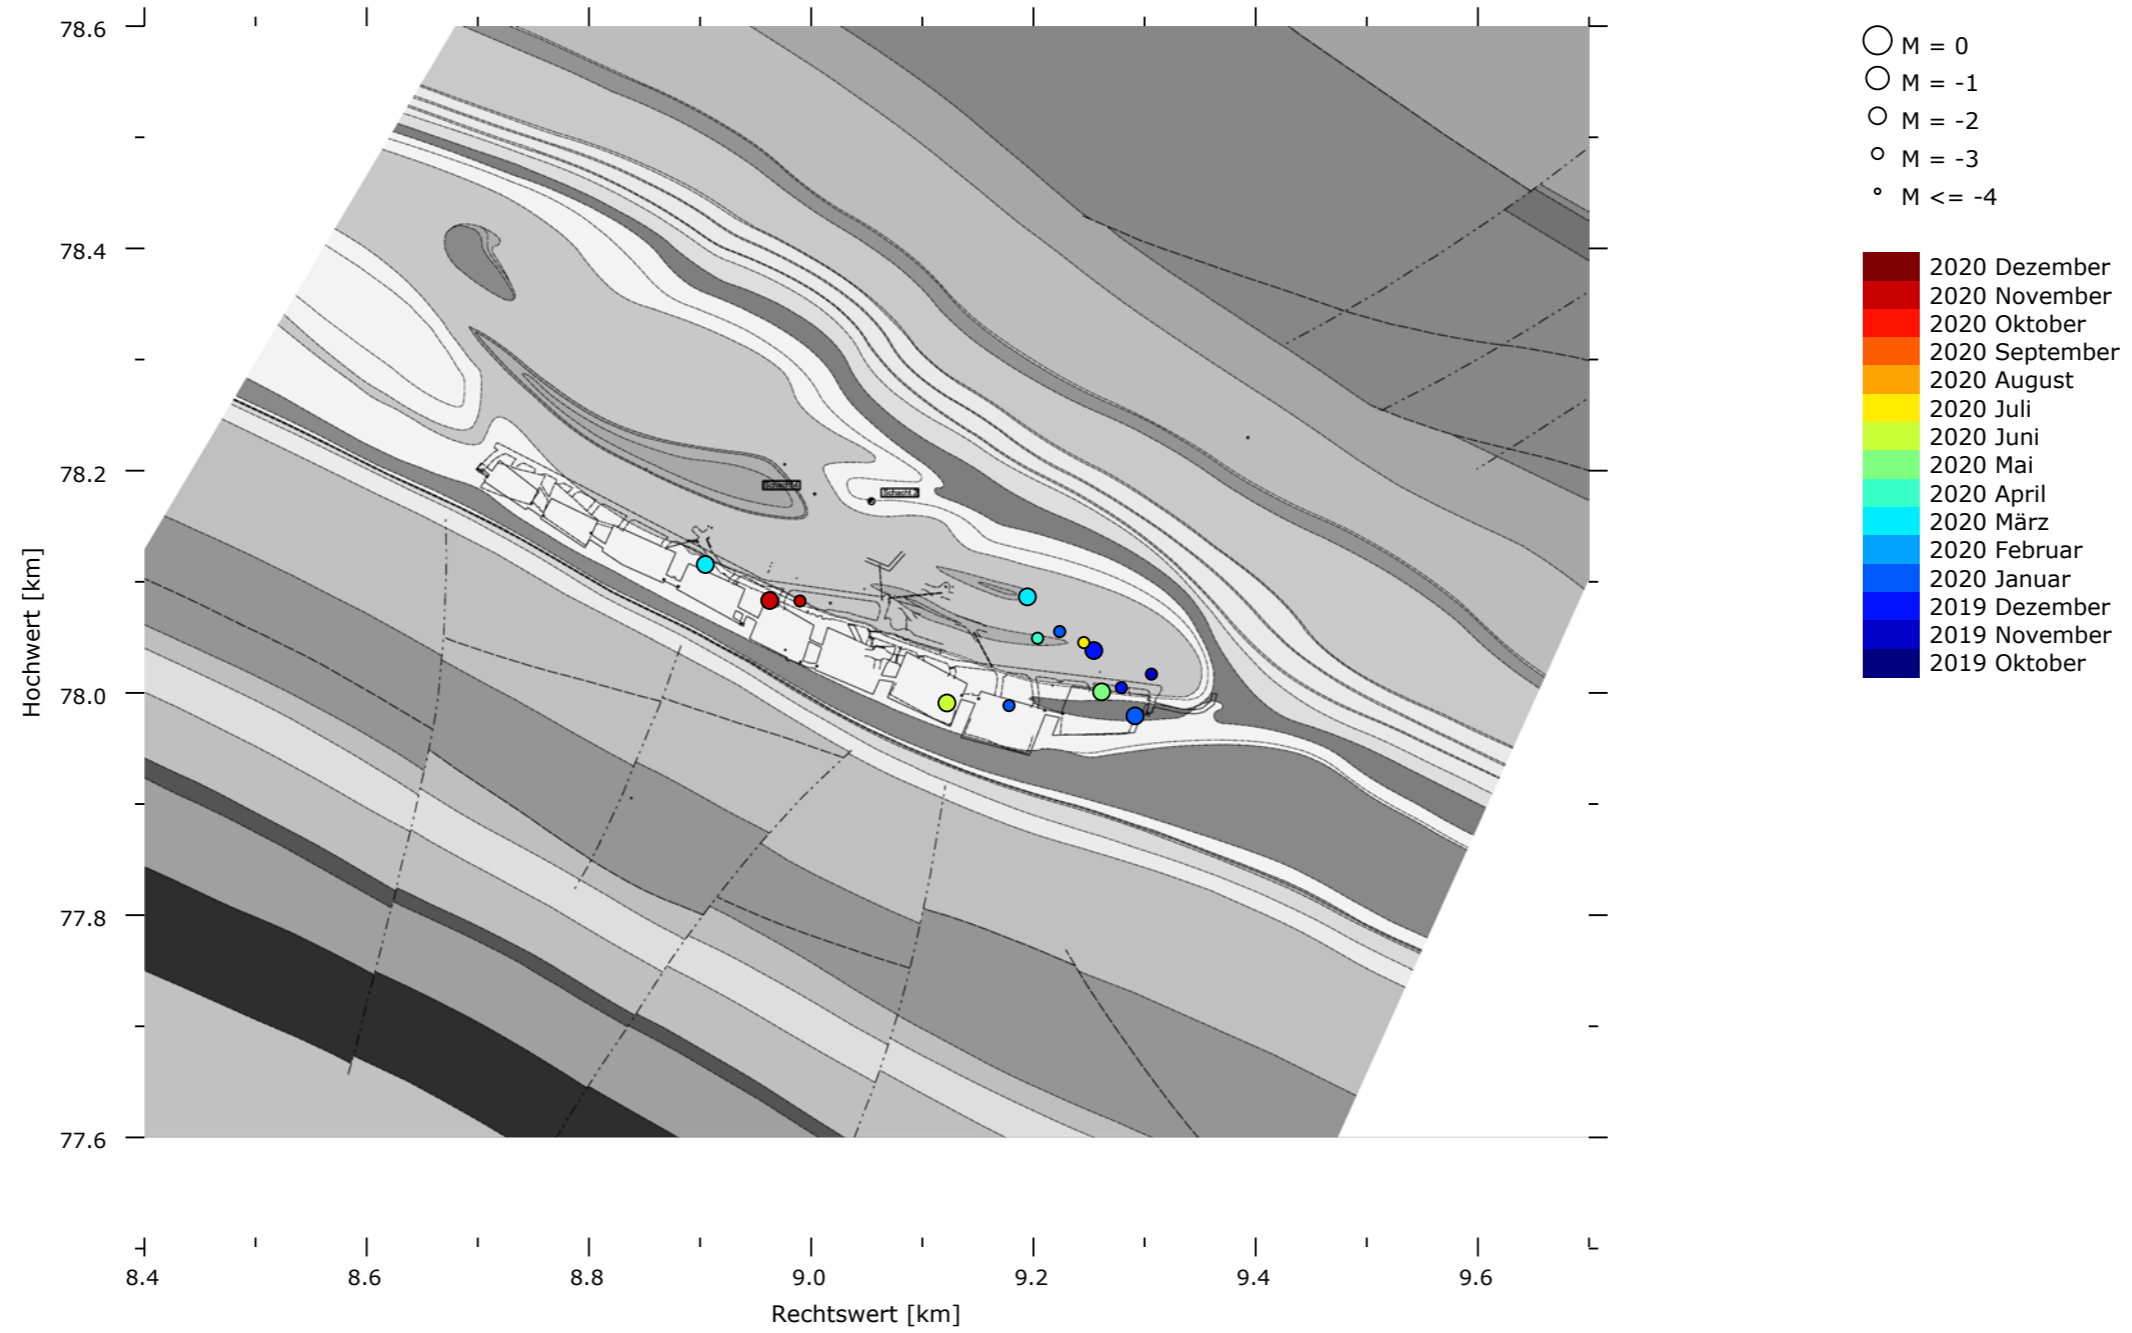 78.6
78.4
78.2
78.0
77.8
77.6
Hochwert [km]
8.4
8.6
8.8
9.0
9.2
9.4
9.6
Rechtswert [km]
Schacht 2
M = 0
M = -1
M = -2
M = -3
M <= -4
2020 Dezember
2020 November
2020 Oktober
2020 September
2020 August
2020 Juli
2020 Juni
2020 Mai
2020 April
2020 März
2020 Februar
2020 Januar
2019 Dezember
2019 November
2019 Oktober